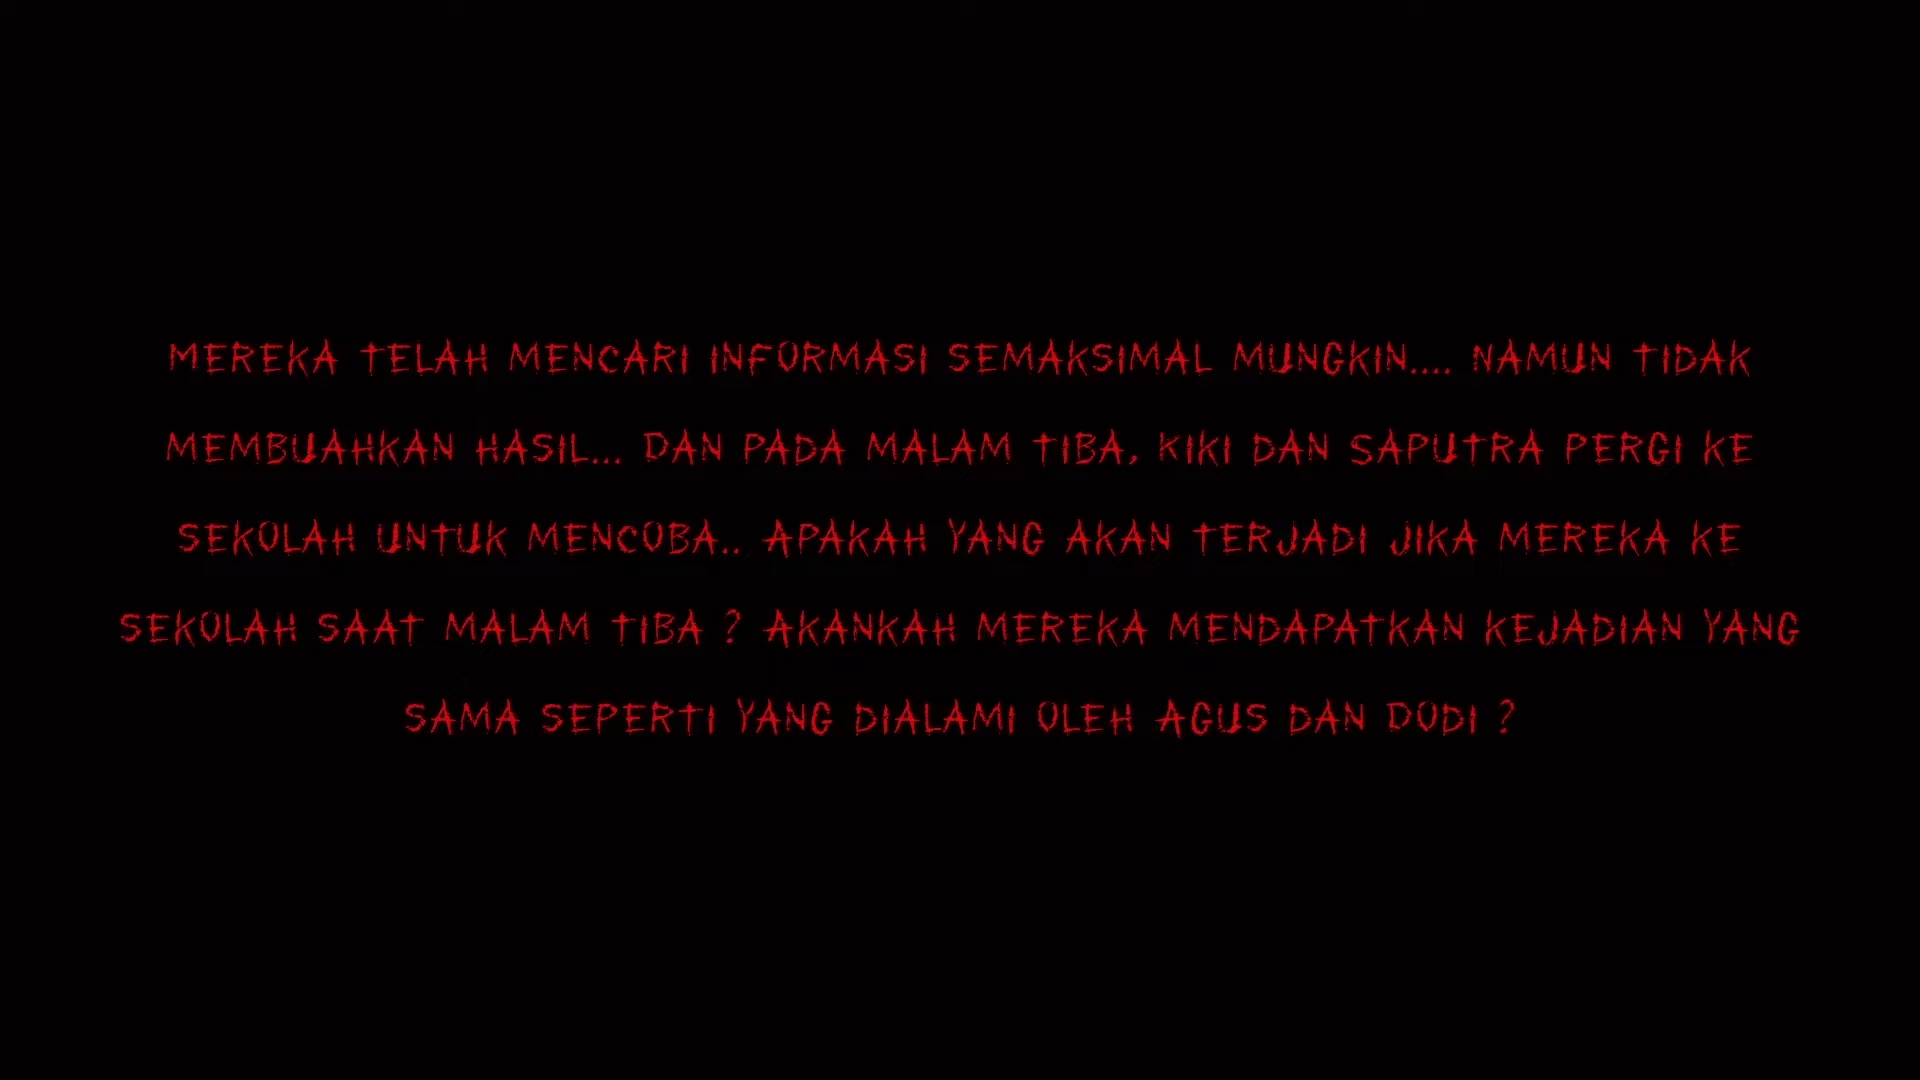 MEREKA TELAH MENCARI INFORMASI SEMAKSIMAL MUNGKIN.... NAMUN TIDAK
MEMBUAHKAN HASIL... DAN PADA MALAM TIBA, KIKI DAN SAPUTRA PERGI KE
SEKOLAH UNTUK MENCOBA.. APAKAH YANG AKAN TERJADI JIKA MEREKA KE
SEKOLAH SAAT MALAM TIBA ? AKANKAH MEREKA MENDAPATKAN KEJADIAN YANG
SAMA SEPERTI YANG DIALAMI OLEH AGUS DAN DODI ?